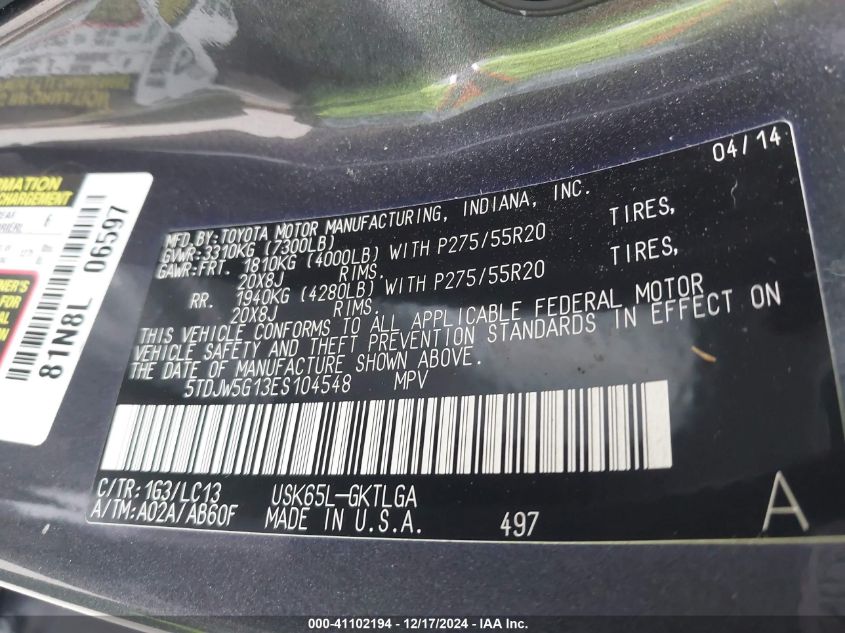 04/14
MFD.BY:TOYOTA MOTOR MANUFACTURING, INDIANA, INC.
GVWR:3310KG (7300LB)
GAWR:FRT. 1810KG (4000LB) WITH P275/55R20 TIRES,
20X8J RIMS.
RR. 1940KG (4280LB) WITH P275/55R20 TIRES,
20X8J RIMS.
THIS VEHICLE CONFORMS TO ALL APPLICABLE FEDERAL MOTOR
VEHICLE SAFETY AND THEFT PREVENTION STANDARDS IN EFFECT ON
THE DATE OF MANUFACTURE SHOWN ABOVE.
5TDJW5G13ES104548 MPV
C/TR:1G3/LC13 USK65L-GKTLGA
A/TM:A02A/AB60F MADE IN U.S.A. 497 A
81N8L 06597
000-41102194 - 12/17/2024 - IAA Inc.